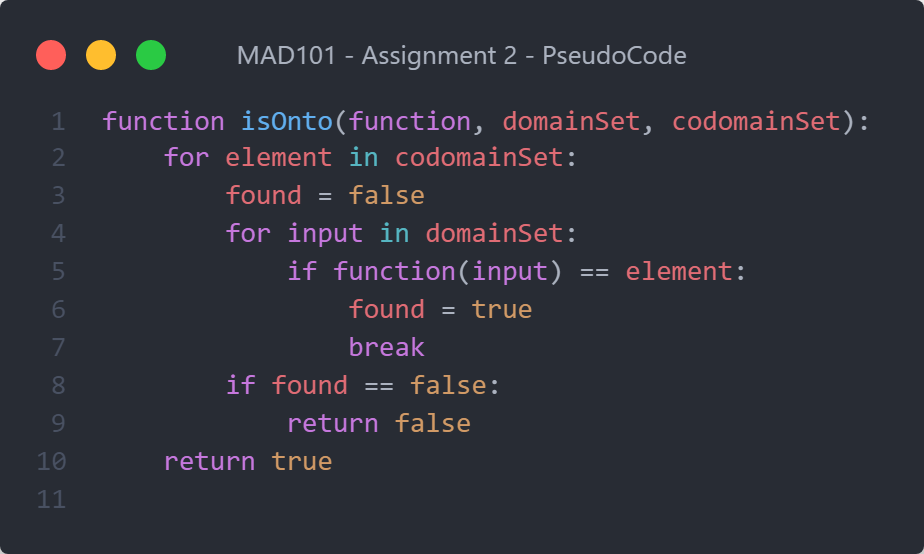 MAD101 - Assignment 2 - PseudoCode
1 function isOnto(function, domainSet, codomainSet):
2     for element in codomainSet:
3         found = false
4         for input in domainSet:
5             if function(input) == element:
6                 found = true
7                 break
8         if found == false:
9             return false
10     return true
11